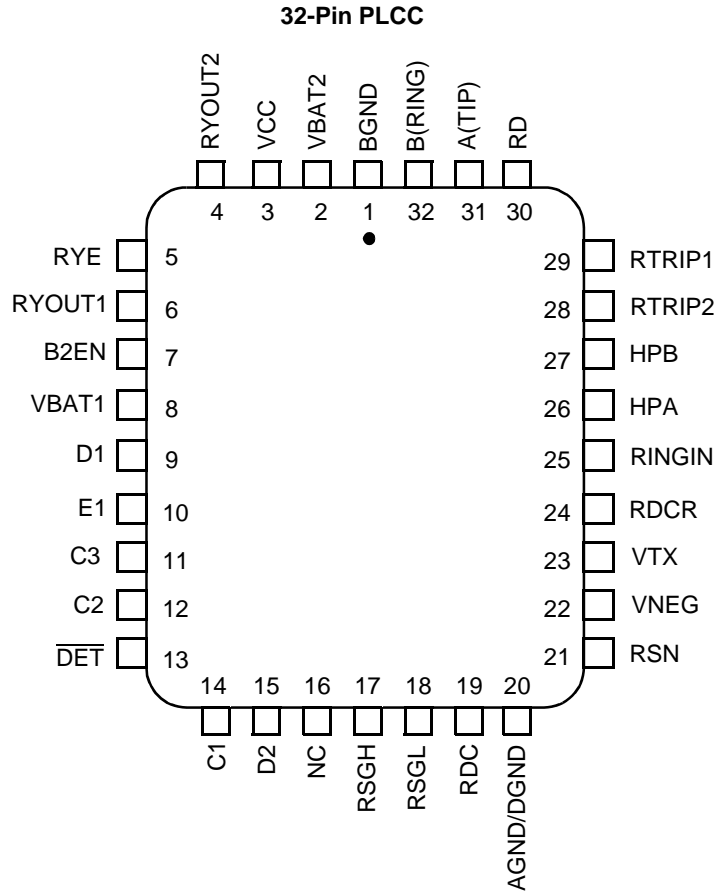 32-Pin PLCC
RYOUT2
VCC
VBAT2
BGND
B(RING)
A(TIP)
RD
4 3 2 1 32 31 30
RYE 5 29 RTRIP1
RYOUT1 6 28 RTRIP2
B2EN 7 27 HPB
VBAT1 8 26 HPA
D1 9 25 RINGIN
E1 10 24 RDCR
C3 11 23 VTX
C2 12 22 VNEG
D̅E̅T̅ 13 21 RSN
14 15 16 17 18 19 20
C1
D2
NC
RSGH
RSGL
RDC
AGND/DGND